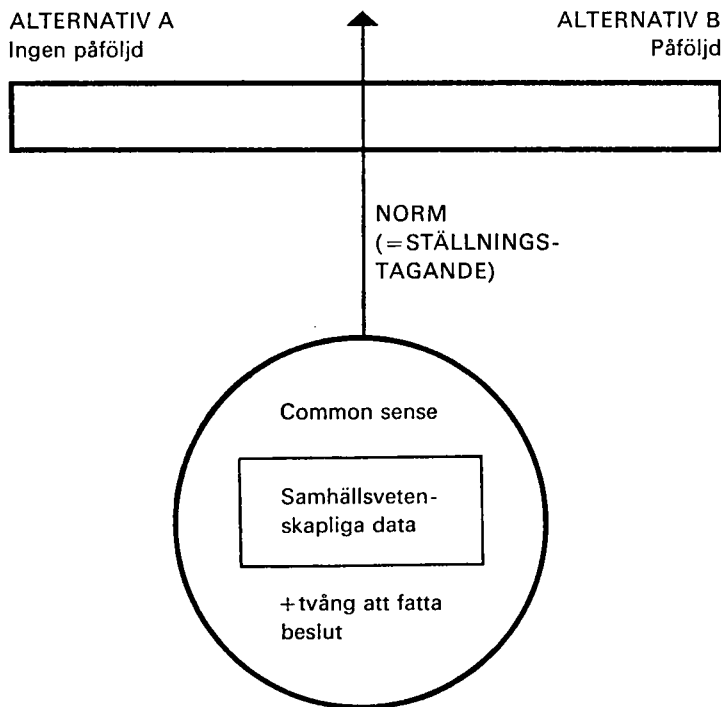 ALTERNATIV A
Ingen påföljd
ALTERNATIV B
Påföljd
NORM
(=STÄLLNINGS-
TAGANDE)
Common sense
Samhällsveten-
skapliga data
+tvång att fatta
beslut